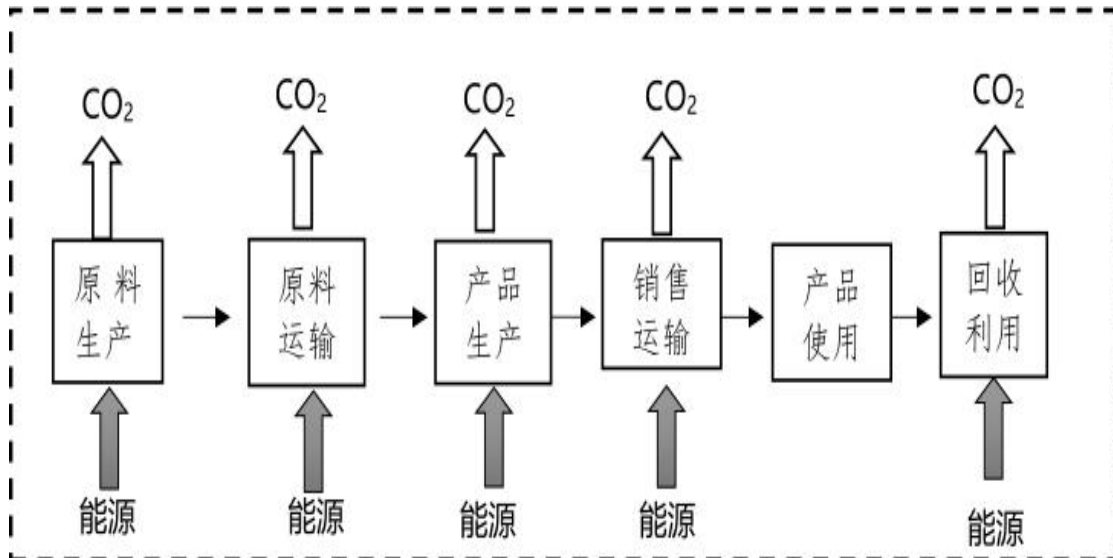 CO₂ CO₂ CO₂ CO₂ CO₂
原料 原料 产品 销售 产品 回收
生产 运输 生产 运输 使用 利用
能源 能源 能源 能源 能源